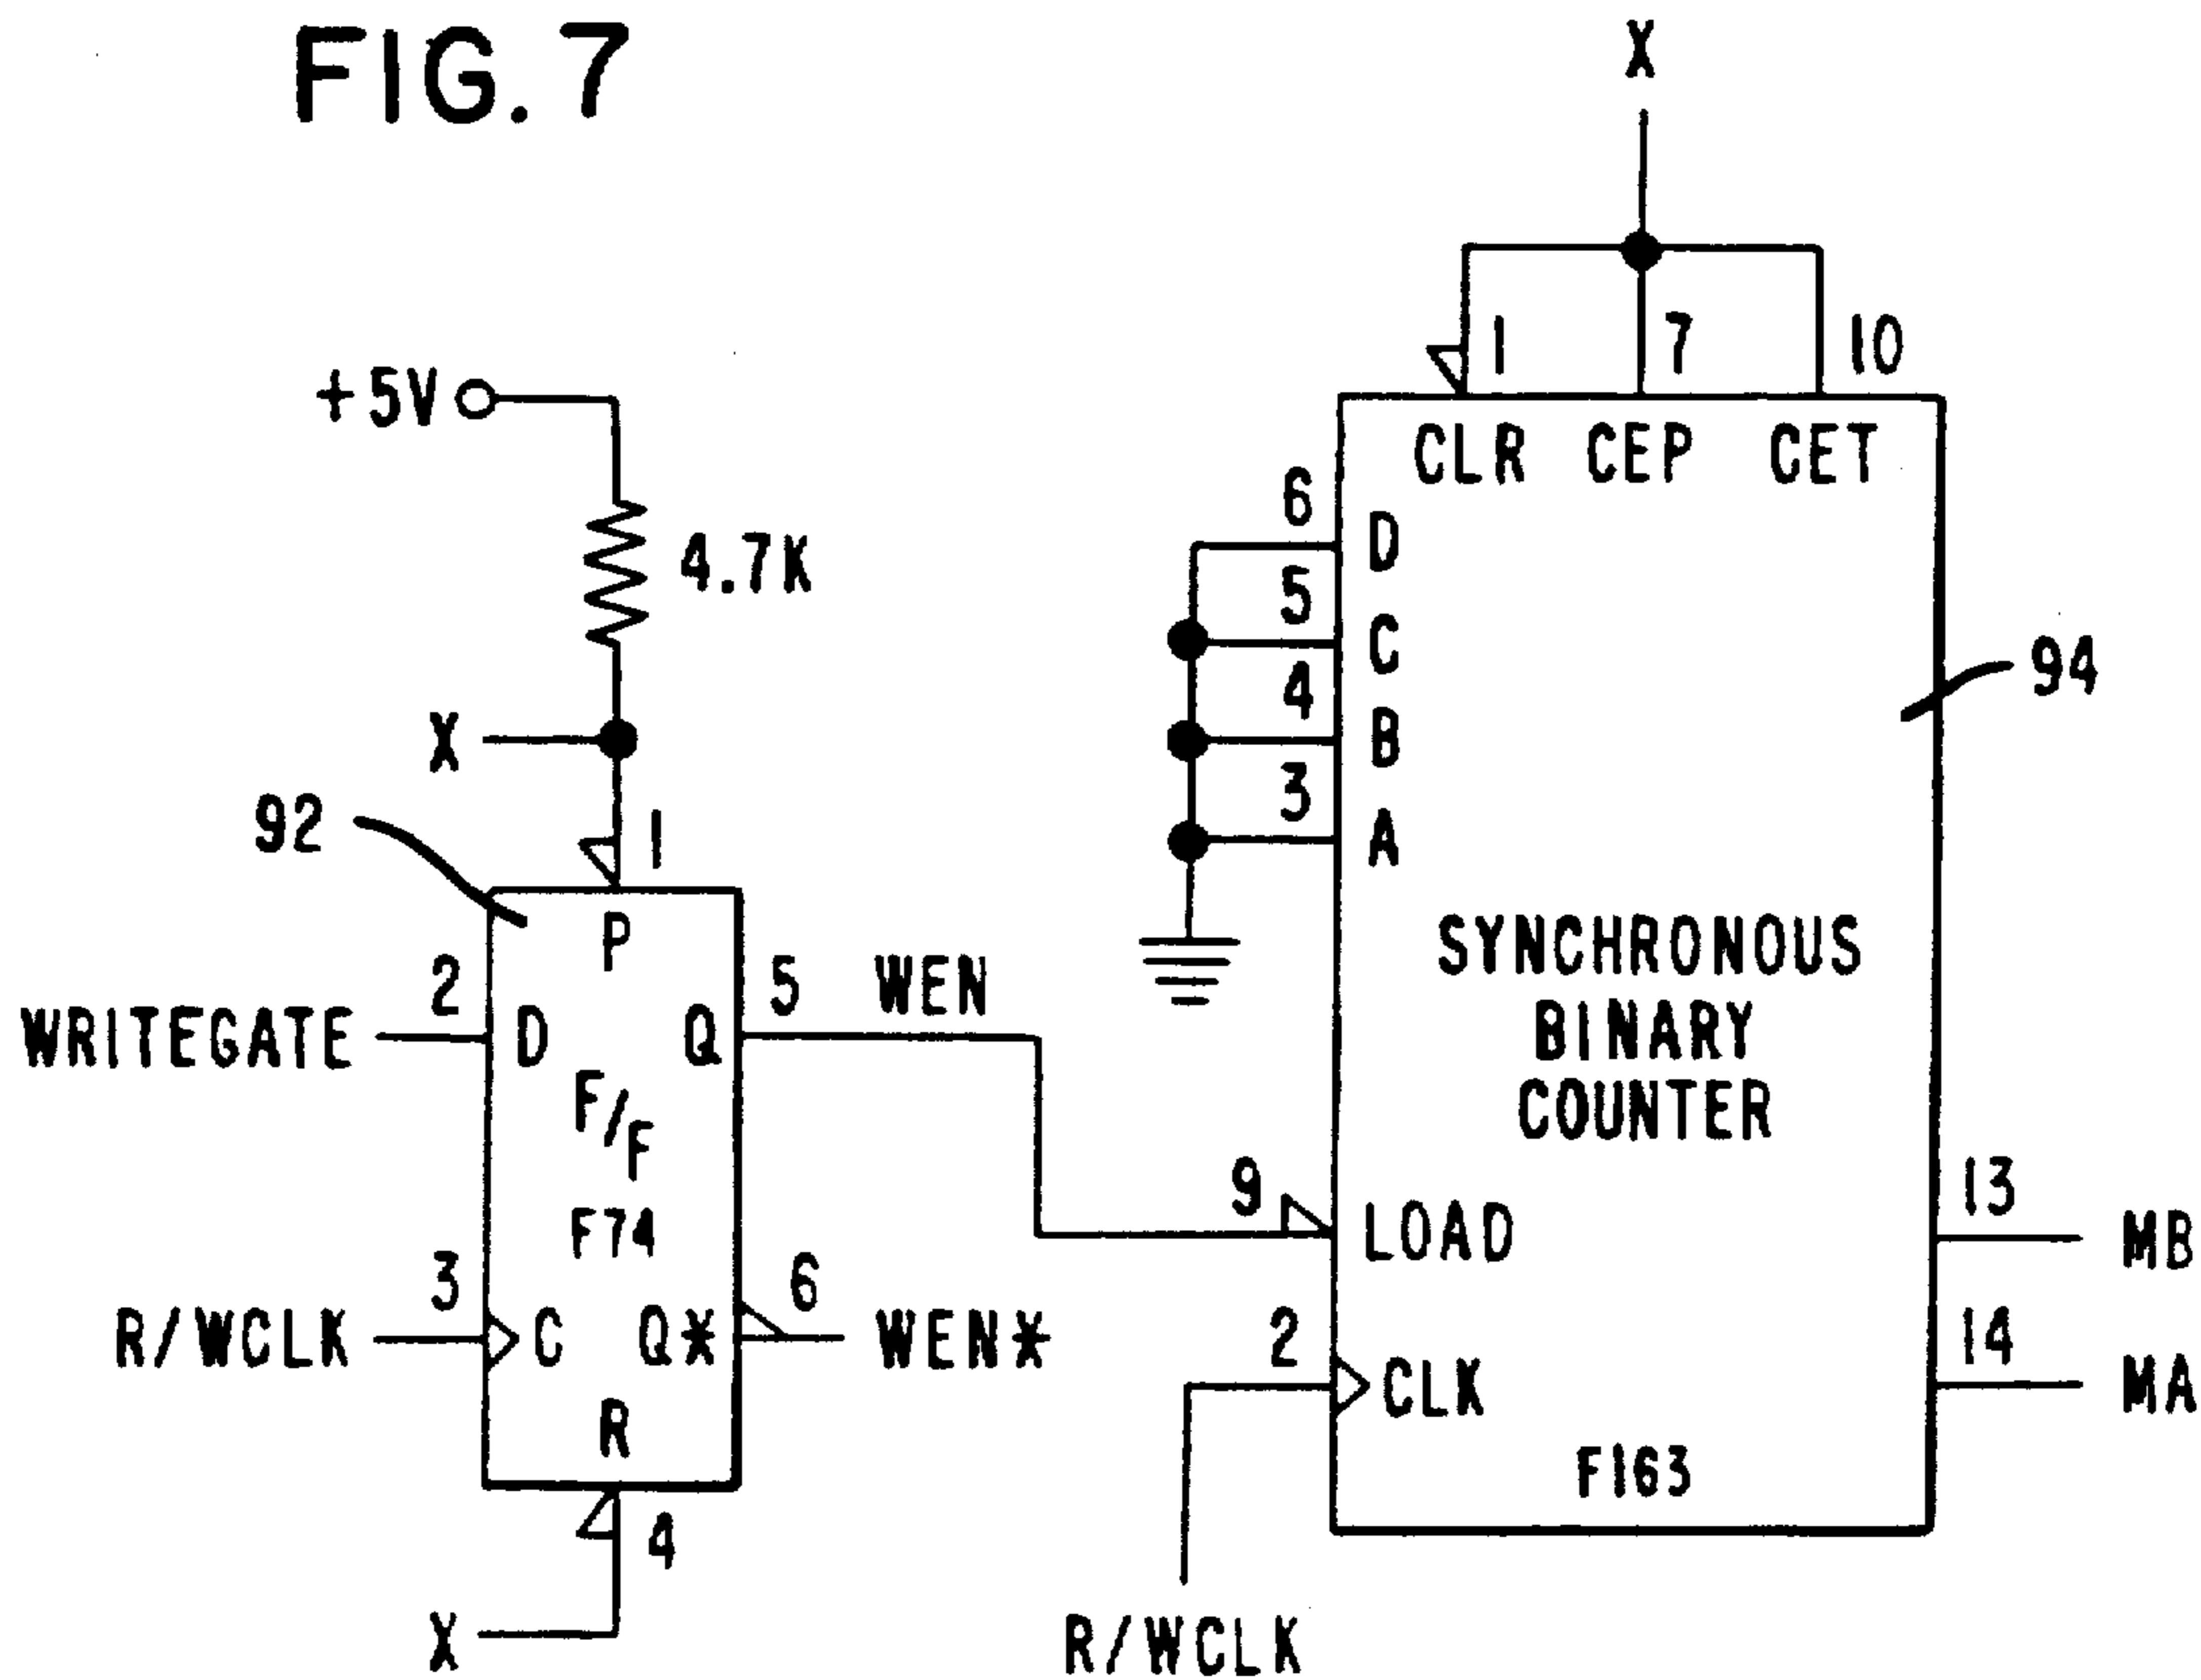 FIG. 7
X
+5V
4.7K
X
92
1
P
2
WRITEGATE
D
Q
5
WEN
F/F
F74
3
R/WCLK
C
Q*
6
WEN*
R
4
X
1
7
10
CLR CEP CET
6
D
5
C
4
B
3
A
94
SYNCHRONOUS
BINARY
COUNTER
9
LOAD
13
MB
2
CLK
14
MA
F163
R/WCLK